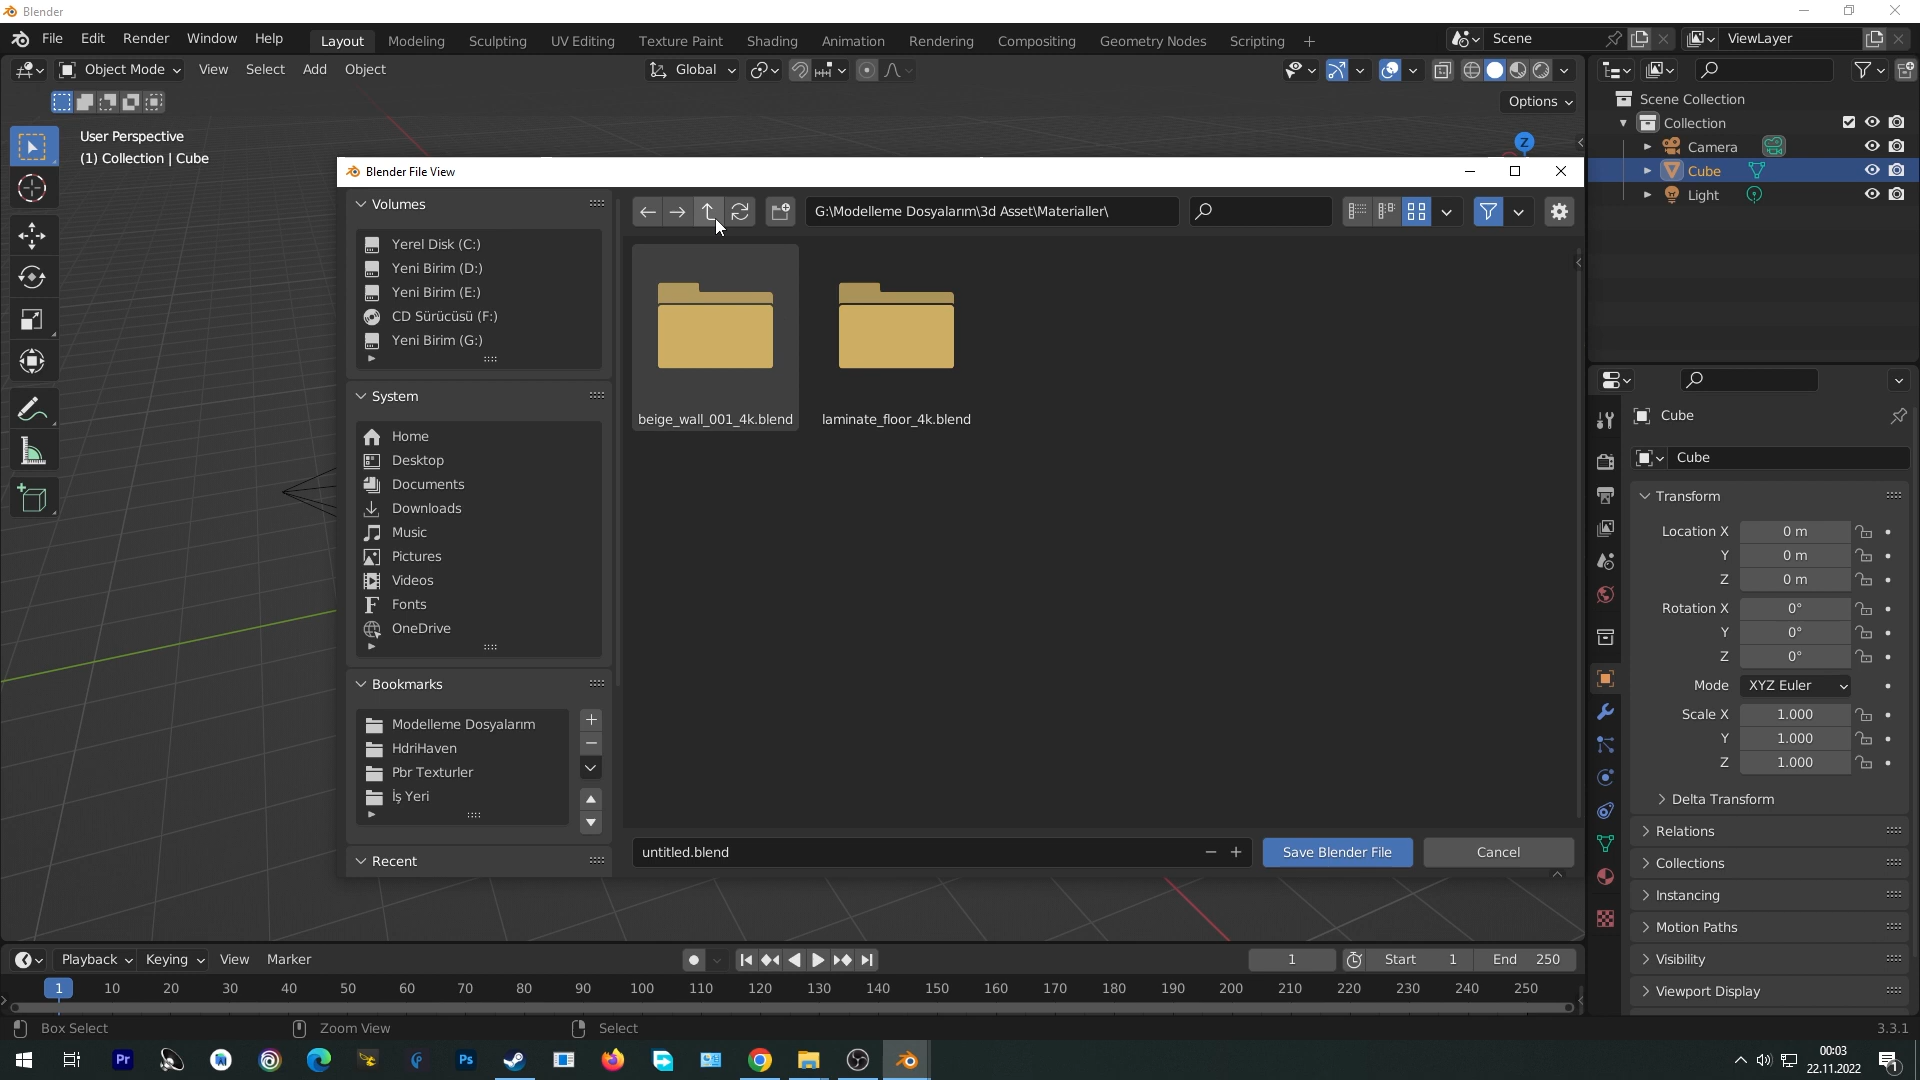 Blender
File Edit Render Window Help
Layout Modeling Sculpting UV Editing Texture Paint Shading Animation Rendering Compositing Geometry Nodes Scripting +
Scene
ViewLayer
Object Mode View Select Add Object
Global
Options
User Perspective
(1) Collection | Cube
Z
Scene Collection
Collection
Camera
Cube
Light
Blender File View
Volumes
Yerel Disk (C:)
Yeni Birim (D:)
Yeni Birim (E:)
CD Sürücüsü (F:)
Yeni Birim (G:)
System
Home
Desktop
Documents
Downloads
Music
Pictures
Videos
Fonts
OneDrive
Bookmarks
Modelleme Dosyalarım
HdriHaven
Pbr Texturler
İş Yeri
Recent
G:\Modelleme Dosyalarım\3d Asset\Materialler\
beige_wall_001_4k.blend
laminate_floor_4k.blend
untitled.blend
Save Blender File
Cancel
Cube
Cube
Transform
Location X 0 m
Y 0 m
Z 0 m
Rotation X 0°
Y 0°
Z 0°
Mode XYZ Euler
Scale X 1.000
Y 1.000
Z 1.000
Delta Transform
Relations
Collections
Instancing
Motion Paths
Visibility
Viewport Display
Playback Keying View Marker
1
Start 1
End 250
1 10 20 30 40 50 60 70 80 90 100 110 120 130 140 150 160 170 180 190 200 210 220 230 240 250
Box Select
Zoom View
Select
3.3.1
Pr
Ps
00:03
22.11.2022
1